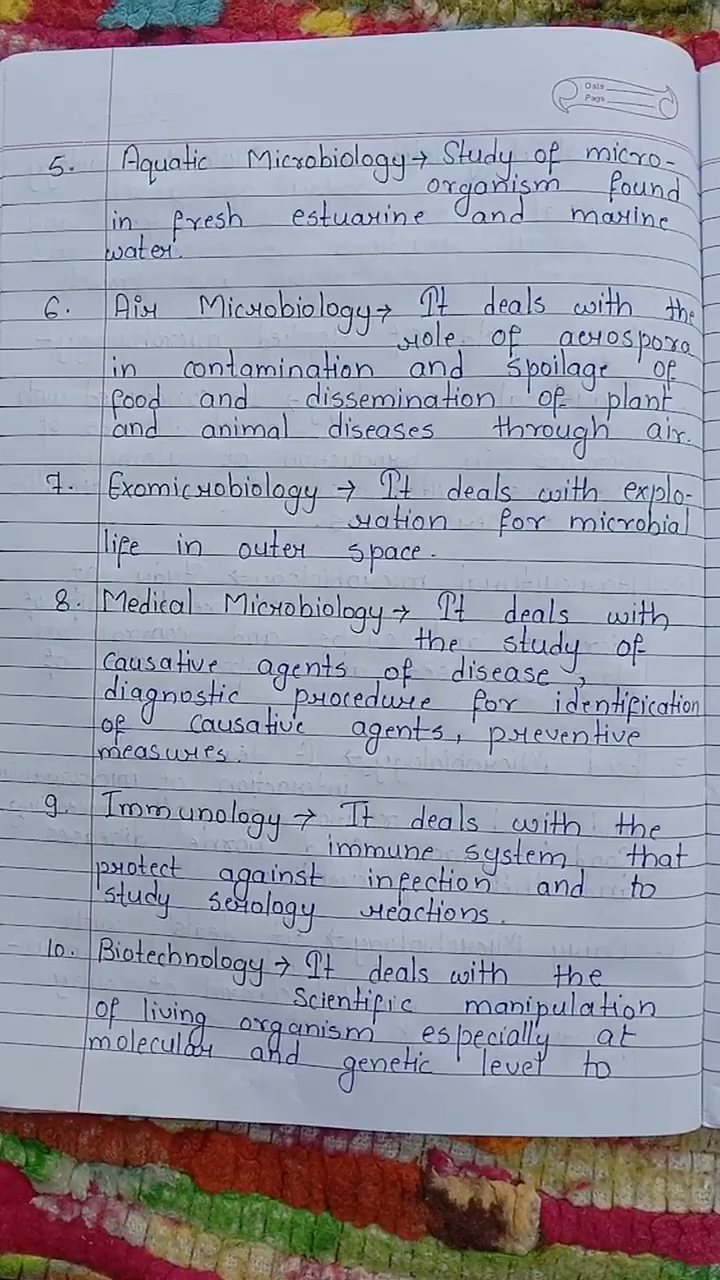 Date
Page
5. Aquatic Microbiology → Study of micro-
organism found
in fresh estuarine and marine
water.
6. Air Microbiology → It deals with the
role of aerospora
in contamination and spoilage of
food and dissemination of plant
and animal diseases through air.
7. Exomicrobiology → It deals with explo-
ration for microbial
life in outer space.
8. Medical Microbiology → It deals with
the study of
causative agents of disease,
diagnostic procedure for identification
of causative agents, preventive
measures.
9. Immunology → It deals with the
immune system that
protect against infection and to
study serology reactions.
10. Biotechnology → It deals with the
Scientific manipulation
of living organism especially at
molecular and genetic level to